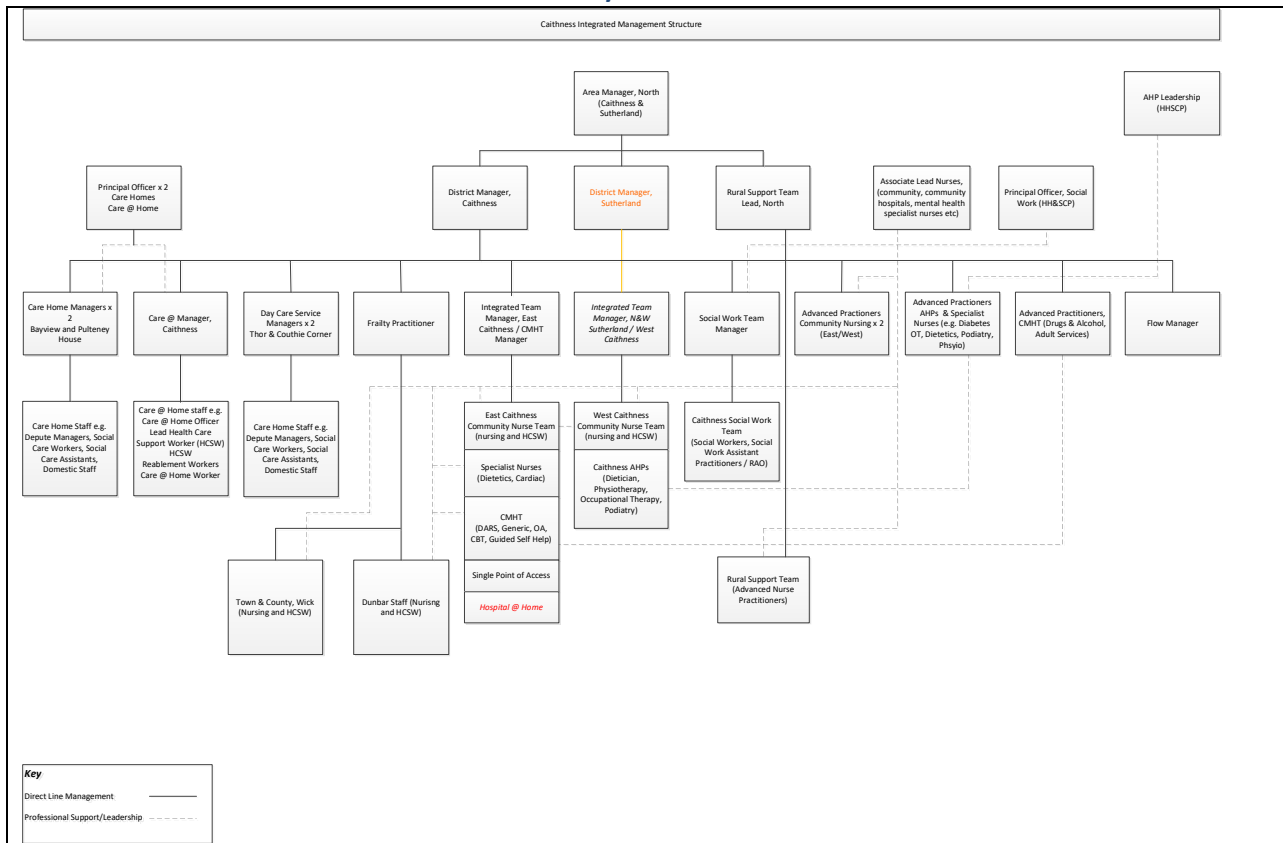 Caithness Integrated Management Structure
Area Manager, North
(Caithness &
Sutherland)
AHP Leadership
(HHSCP)
Principal Officer x 2
Care Homes
Care @ Home
District Manager,
Caithness
District Manager,
Sutherland
Rural Support Team
Lead, North
Associate Lead Nurses,
(community, community
hospitals, mental health
specialist nurses etc)
Principal Officer, Social
Work (HH&SCP)
Care Home Managers x
2
Bayview and Pulteney
House
Care @ Manager,
Caithness
Day Care Service
Managers x 2
Thor & Couthie Corner
Frailty Practitioner
Integrated Team
Manager, East
Caithness / CMHT
Manager
Integrated Team
Manager, N&W
Sutherland / West
Caithness
Social Work Team
Manager
Advanced Practioners
Community Nursing x 2
(East/West)
Advanced Practioners
AHPs & Specialist
Nurses (e.g. Diabetes
OT, Dietetics, Podiatry,
Phsyio)
Advanced Practitioners,
CMHT (Drugs & Alcohol,
Adult Services)
Flow Manager
Care Home Staff e.g.
Depute Managers, Social
Care Workers, Social
Care Assistants,
Domestic Staff
Care @ Home staff e.g.
Care @ Home Officer
Lead Health Care
Support Worker (HCSW)
HCSW
Reablement Workers
Care @ Home Worker
Care Home Staff e.g.
Depute Managers, Social
Care Workers, Social
Care Assistants,
Domestic Staff
East Caithness
Community Nurse Team
(nursing and HCSW)
Specialist Nurses
(Dietetics, Cardiac)
CMHT
(DARS, Generic, OA,
CBT, Guided Self Help)
Single Point of Access
Hospital @ Home
West Caithness
Community Nurse Team
(nursing and HCSW)
Caithness AHPs
(Dietician,
Physiotherapy,
Occupational Therapy,
Podiatry)
Caithness Social Work
Team
(Social Workers, Social
Work Assistant
Practitioners / RAO)
Town & County, Wick
(Nursing and HCSW)
Dunbar Staff (Nurisng
and HCSW)
Rural Support Team
(Advanced Nurse
Practitioners)
Key
Direct Line Management
Professional Support/Leadership